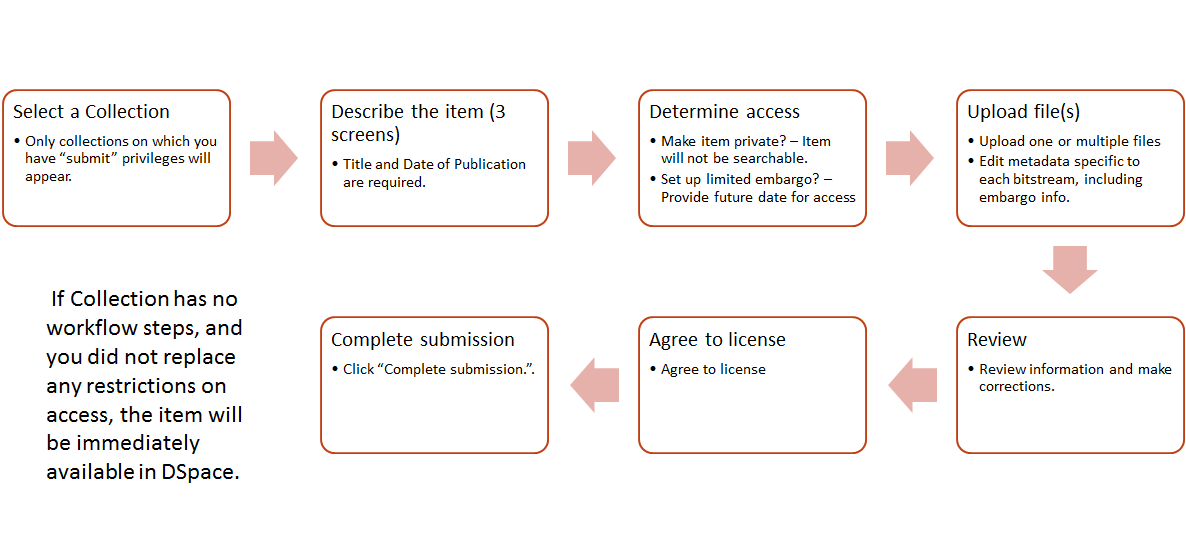 Select a Collection
• Only collections on which you
have “submit” privileges will
appear.
Describe the item (3
screens)
• Title and Date of Publication
are required.
Determine access
• Make item private? – Item
will not be searchable.
• Set up limited embargo? –
Provide future date for access
Upload file(s)
• Upload one or multiple files
• Edit metadata specific to
each bitstream, including
embargo info.
Review
• Review information and make
corrections.
Agree to license
• Agree to license
Complete submission
• Click “Complete submission.”.
If Collection has no
workflow steps, and
you did not replace
any restrictions on
access, the item will
be immediately
available in DSpace.